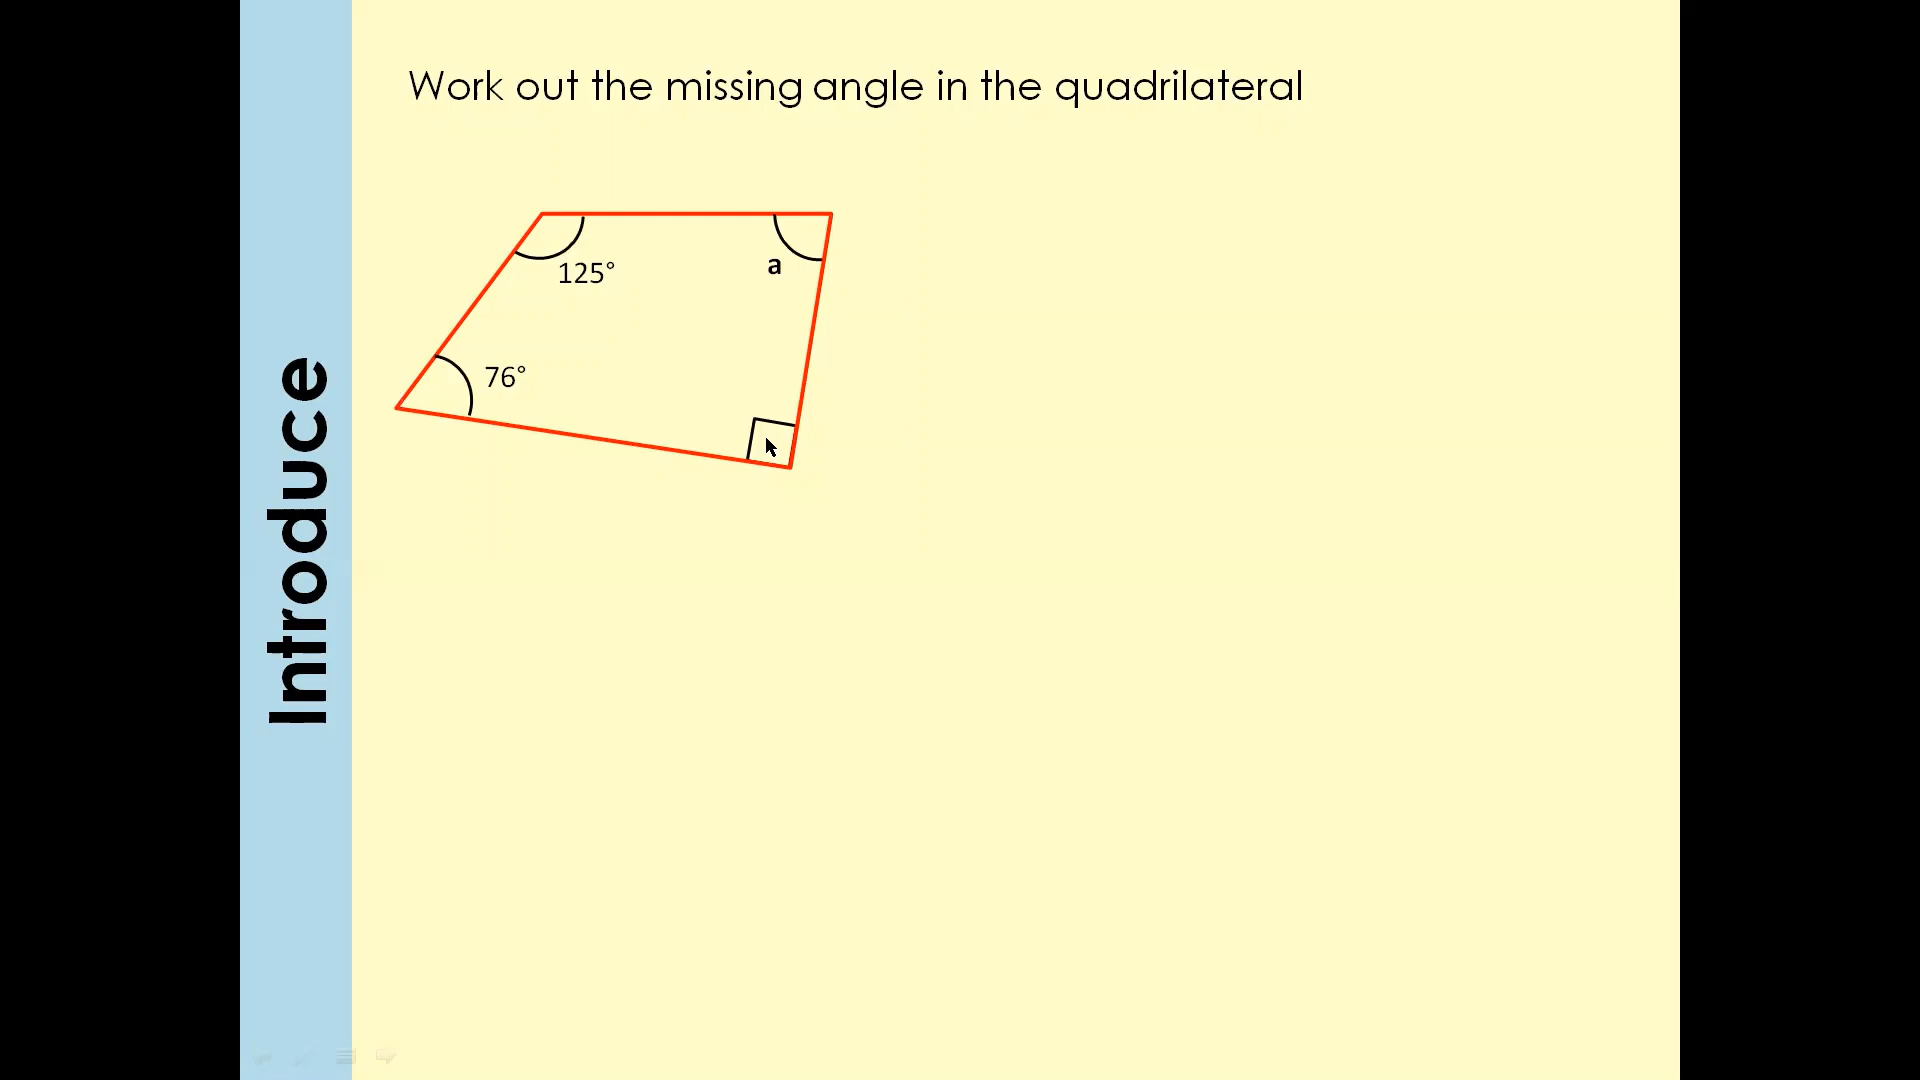 Work out the missing angle in the quadrilateral
125°
a
76°
Introduce